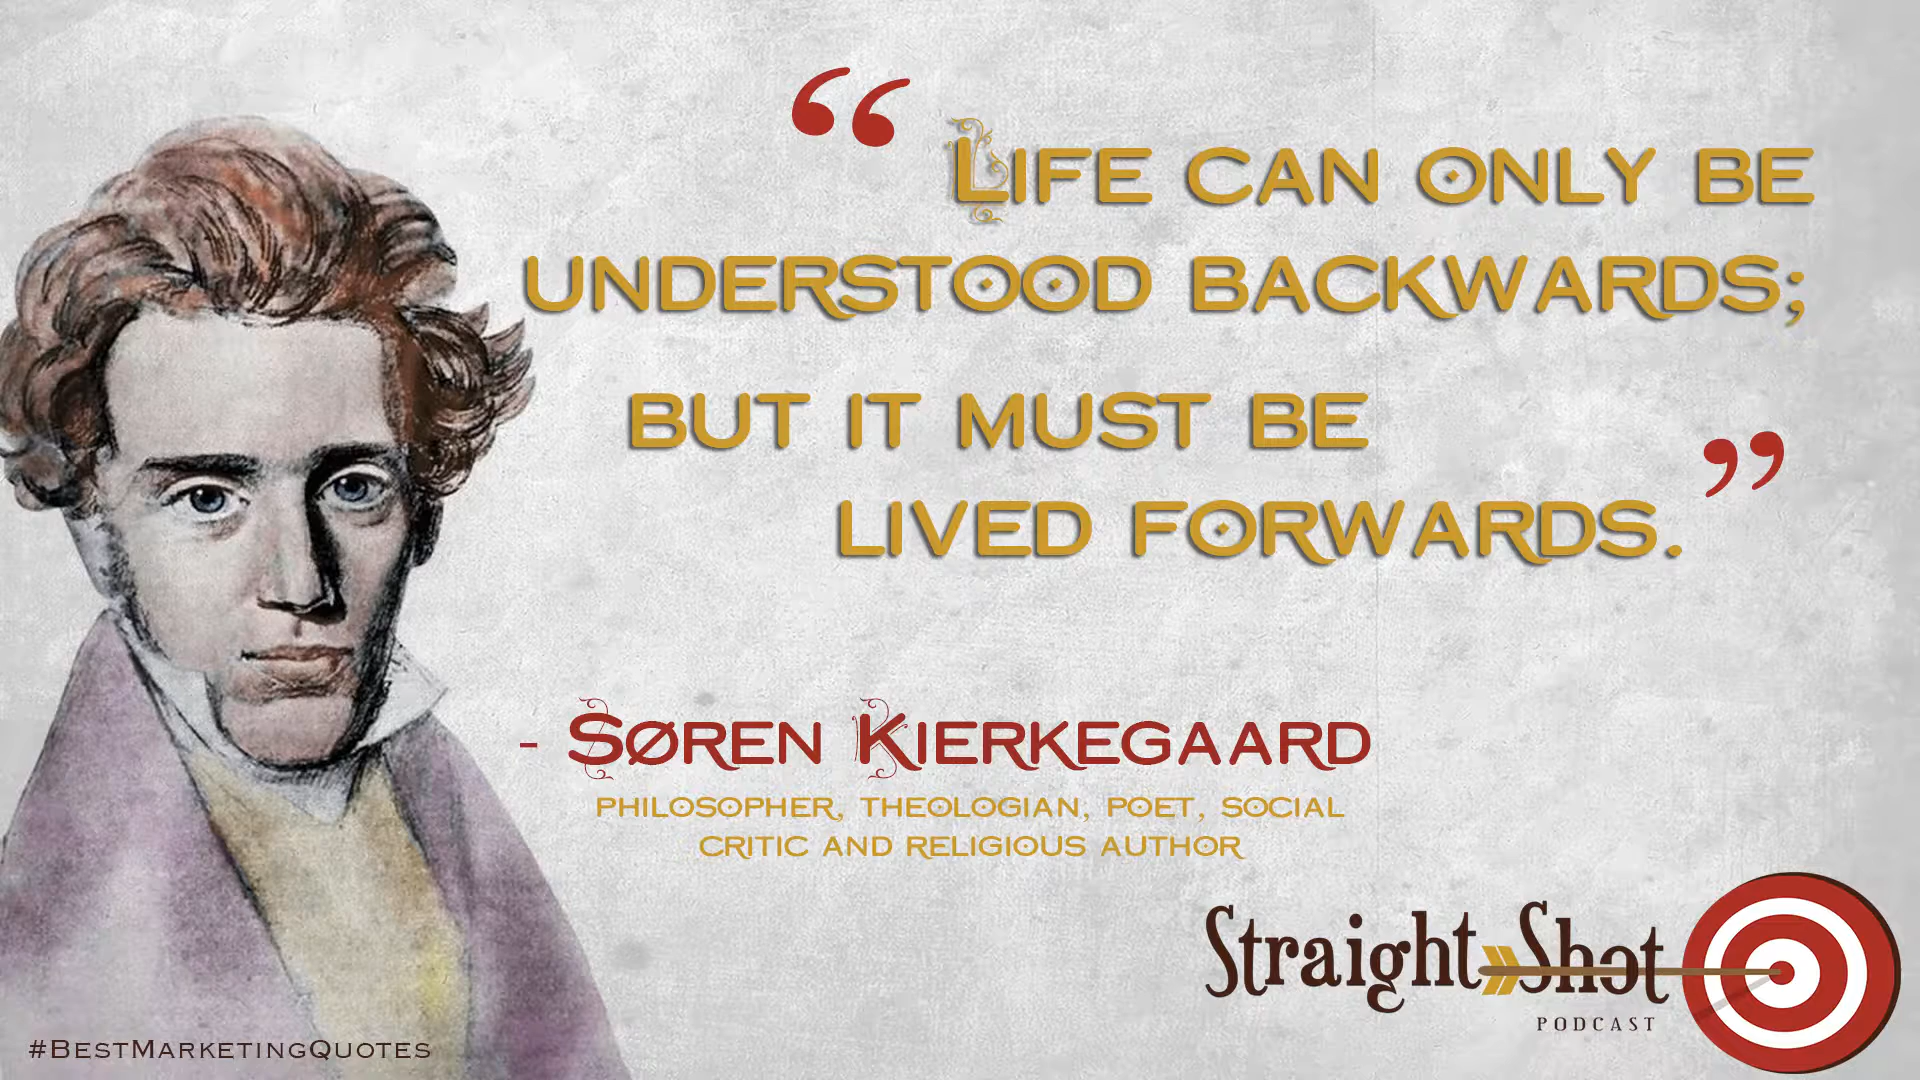 “ Life can only be
understood backwards;
but it must be
lived forwards. ”
- Søren Kierkegaard
philosopher, theologian, poet, social
critic and religious author
Straight Shot
PODCAST
#BestMarketingQuotes